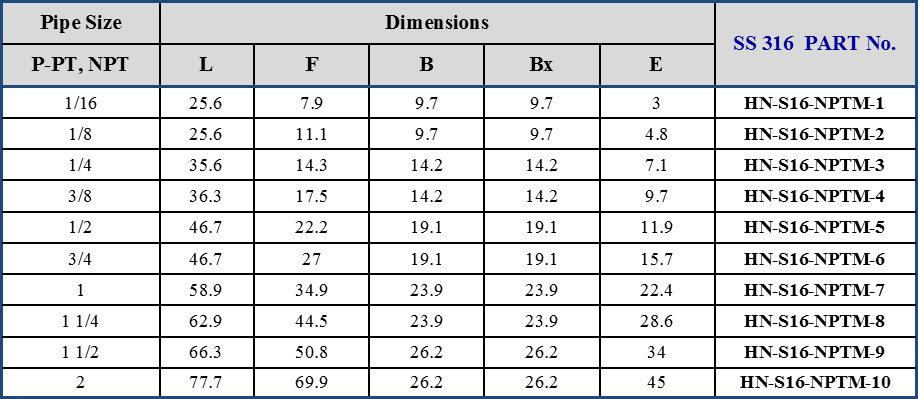 Pipe Size Dimensions SS 316 PART No.
P-PT, NPT L F B Bx E
1/16 25.6 7.9 9.7 9.7 3 HN-S16-NPTM-1
1/8 25.6 11.1 9.7 9.7 4.8 HN-S16-NPTM-2
1/4 35.6 14.3 14.2 14.2 7.1 HN-S16-NPTM-3
3/8 36.3 17.5 14.2 14.2 9.7 HN-S16-NPTM-4
1/2 46.7 22.2 19.1 19.1 11.9 HN-S16-NPTM-5
3/4 46.7 27 19.1 19.1 15.7 HN-S16-NPTM-6
1 58.9 34.9 23.9 23.9 22.4 HN-S16-NPTM-7
1 1/4 62.9 44.5 23.9 23.9 28.6 HN-S16-NPTM-8
1 1/2 66.3 50.8 26.2 26.2 34 HN-S16-NPTM-9
2 77.7 69.9 26.2 26.2 45 HN-S16-NPTM-10